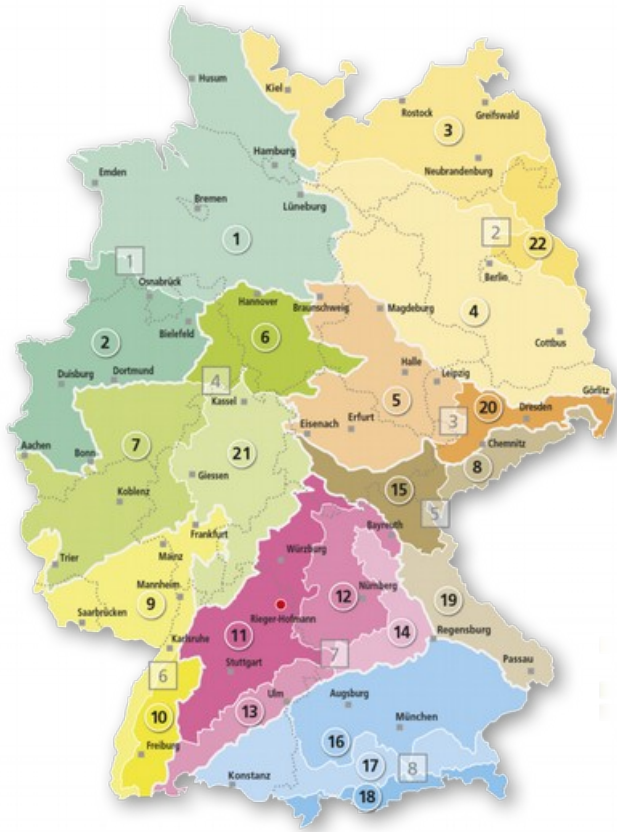 Husum
Kiel
Rostock
Greifswald
3
Hamburg
Neubrandenburg
Emden
Bremen
Lüneburg
1
2
22
1
Osnabrück
Berlin
Hannover
Braunschweig
Magdeburg
4
Bielefeld
6
2
Cottbus
Duisburg
Dortmund
4
Halle
Leipzig
Görlitz
Kassel
5
20
Dresden
3
Eisenach
Erfurt
Chemnitz
Aachen
Bonn
7
21
8
Giessen
15
Koblenz
5
Frankfurt
Bayreuth
Trier
Mainz
Würzburg
Mannheim
Nürnberg
9
12
19
Saarbrücken
Rieger-Hofmann
11
14
Regensburg
Karlsruhe
7
Stuttgart
Passau
6
Ulm
13
Augsburg
10
München
16
Freiburg
17
8
Konstanz
18